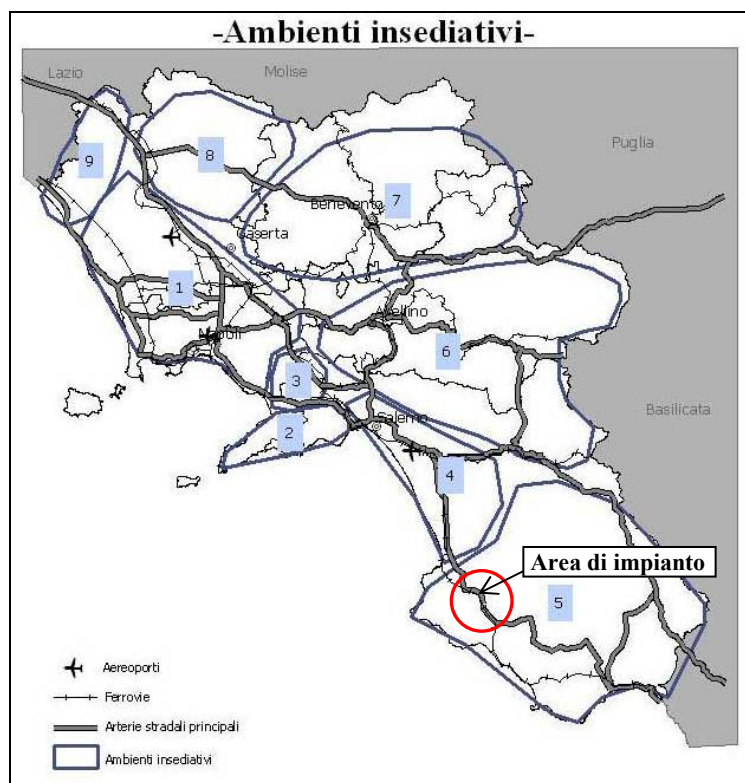 -Ambienti insediativi-
Lazio
Molise
Puglia
9
8
7
Benevento
Caserta
1
Avellino
Napoli
6
3
Basilicata
2
Salerno
4
Area di impianto
5
Aereoporti
Ferrovie
Arterie stradali principali
Ambienti insediativi